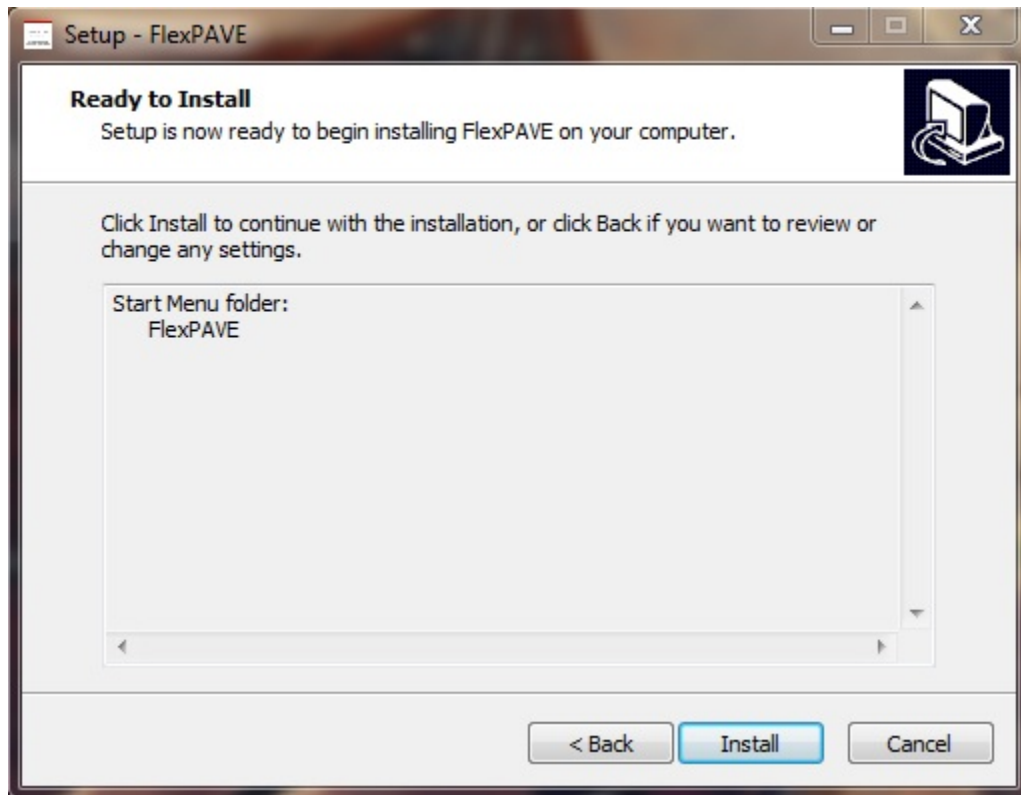 Setup - FlexPAVE
Ready to Install
Setup is now ready to begin installing FlexPAVE on your computer.
Click Install to continue with the installation, or click Back if you want to review or
change any settings.
Start Menu folder:
FlexPAVE
< Back
Install
Cancel